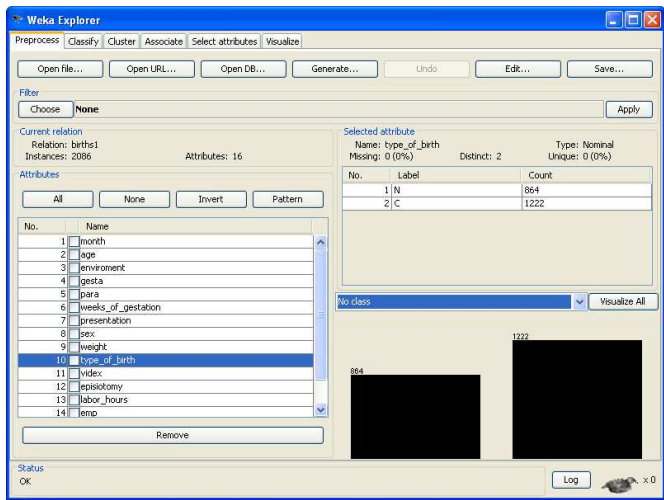 Weka Explorer
Preprocess Classify Cluster Associate Select attributes Visualize
Open file... Open URL... Open DB... Generate... Undo Edit... Save...
Filter
Choose None Apply
Current relation
Relation: births1
Instances: 2086 Attributes: 16
Selected attribute
Name: type_of_birth Type: Nominal
Missing: 0 (0%) Distinct: 2 Unique: 0 (0%)
No. Label Count
1 N 864
2 C 1222
Attributes
All None Invert Pattern
No. Name
1 month
2 age
3 enviroment
4 gesta
5 para
6 weeks_of_gestation
7 presentation
8 sex
9 weight
10 type_of_birth
11 videx
12 episiotomy
13 labor_hours
14 emp
Remove
No class Visualize All
864
1222
Status
OK
Log x 0